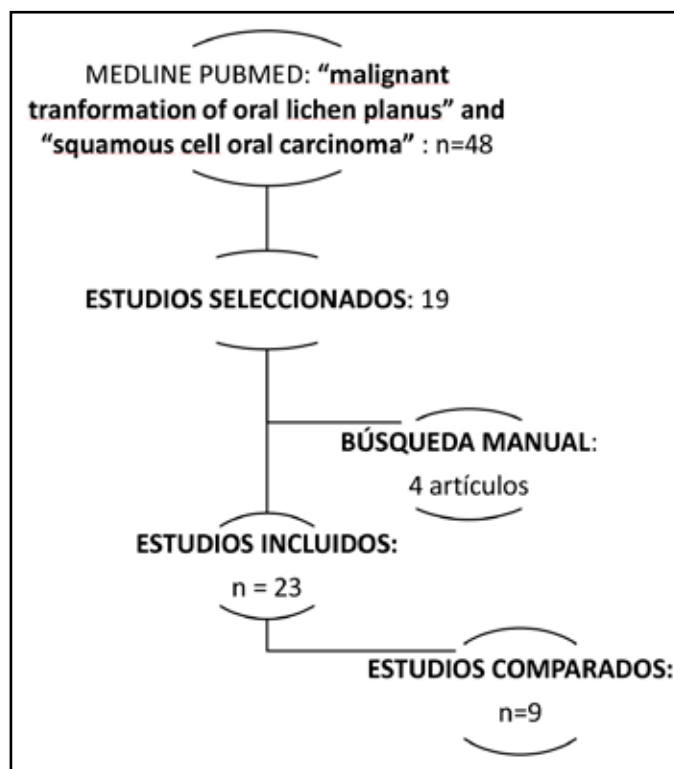 MEDLINE PUBMED: “malignant
tranformation of oral lichen planus” and
“squamous cell oral carcinoma” : n=48
ESTUDIOS SELECCIONADOS: 19
BÚSQUEDA MANUAL:
4 artículos
ESTUDIOS INCLUIDOS:
n = 23
ESTUDIOS COMPARADOS:
n=9